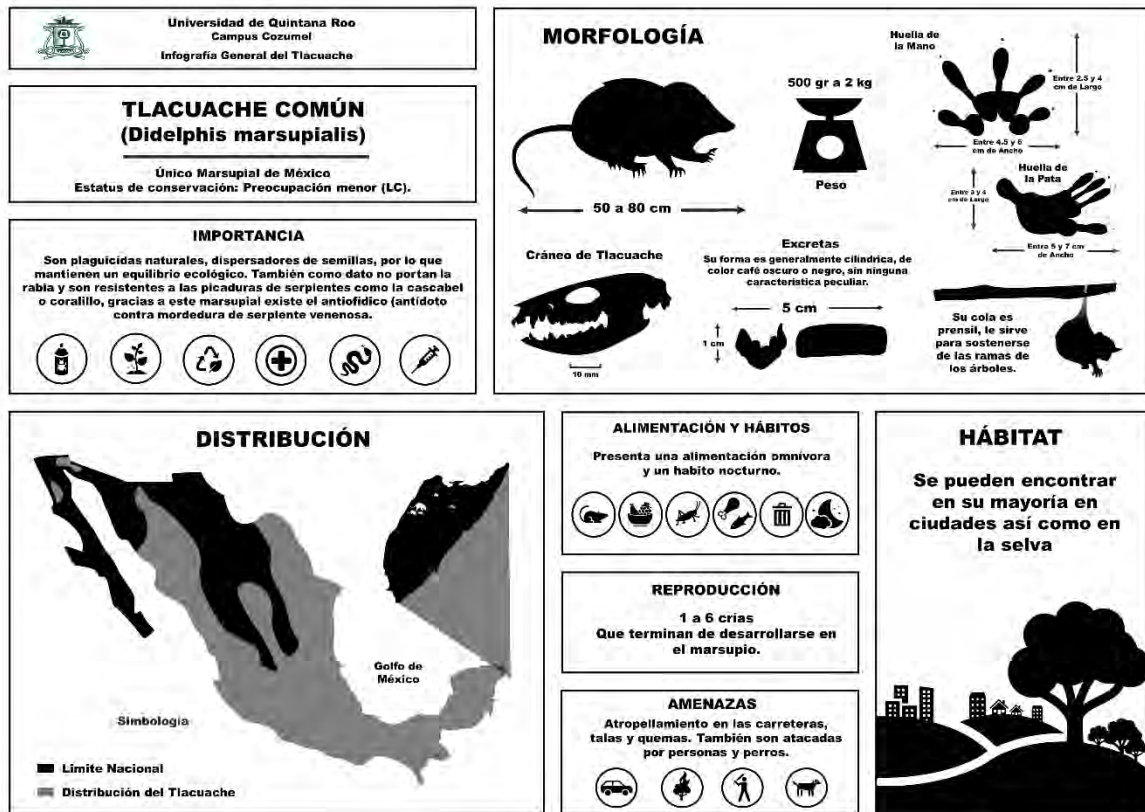 Universidad de Quintana Roo
Campus Cozumel
Infografía General del Tlacuache
TLACUACHE COMÚN
(Didelphis marsupialis)
Único Marsupial de México
Estatus de conservación: Preocupación menor (LC).
IMPORTANCIA
Son plaguicidas naturales, dispersadores de semillas, por lo que
mantienen un equilibrio ecológico. También como dato no portan la
rabia y son resistentes a las picaduras de serpientes como la cascabel
o coralillo, gracias a este marsupial existe el antiofídico (antídoto
contra mordedura de serpiente venenosa.
MORFOLOGÍA
50 a 80 cm
500 gr a 2 kg
Peso
Huella de
la Mano
Entre 2.5 y 4
cm de Largo
Entre 4.5 y 6
cm de Ancho
Huella de
la Pata
Entre 3 y 4
cm de Largo
Entre 5 y 7 cm
de Ancho
Cráneo de Tlacuache
10 mm
Excretas
Su forma es generalmente cilíndrica, de
color café oscuro o negro, sin ninguna
característica peculiar.
5 cm
1 cm
Su cola es
prensil, le sirve
para sostenerse
de las ramas de
los árboles.
DISTRIBUCIÓN
Golfo de
México
Simbología
Limite Nacional
Distribución del Tlacuache
ALIMENTACIÓN Y HÁBITOS
Presenta una alimentación omnívora
y un habito nocturno.
REPRODUCCIÓN
1 a 6 crías
Que terminan de desarrollarse en
el marsupio.
AMENAZAS
Atropellamiento en las carreteras,
talas y quemas. También son atacadas
por personas y perros.
HÁBITAT
Se pueden encontrar
en su mayoría en
ciudades así como en
la selva